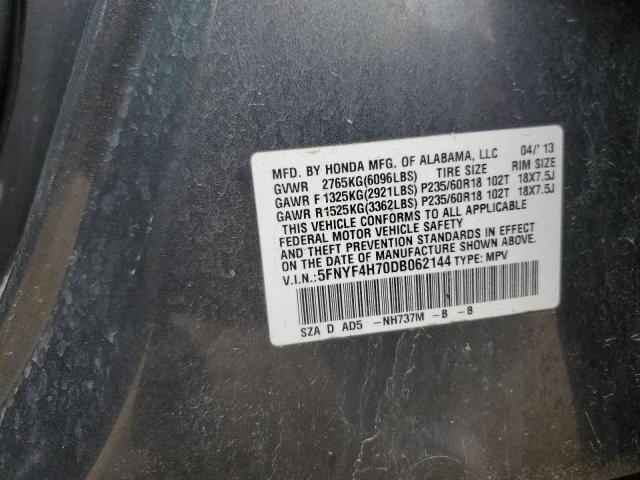 MFD. BY HONDA MFG. OF ALABAMA, LLC 04/'13
GVWR 2765KG(6096LBS) TIRE SIZE RIM SIZE
GAWR F 1325KG(2921LBS) P235/60R18 102T 18X7.5J
GAWR R1525KG(3362LBS) P235/60R18 102T 18X7.5J
THIS VEHICLE CONFORMS TO ALL APPLICABLE
FEDERAL MOTOR VEHICLE SAFETY
AND THEFT PREVENTION STANDARDS IN EFFECT
ON THE DATE OF MANUFACTURE SHOWN ABOVE.
V.I.N.:5FNYF4H70DB062144 TYPE: MPV
SZA D AD5 -NH737M -B -B